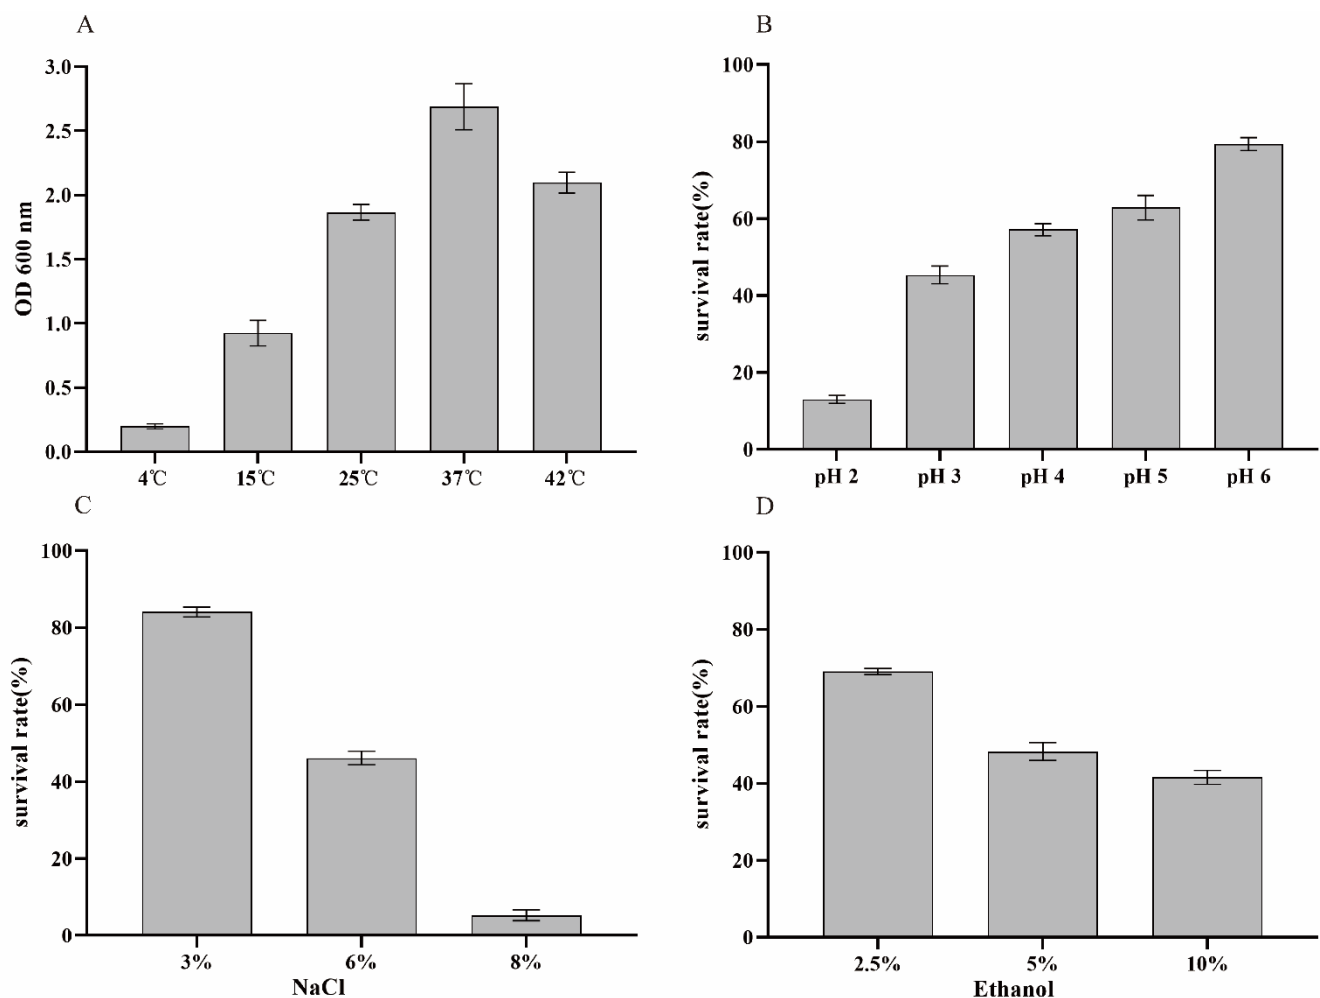 A
3.0
2.5
2.0
1.5
1.0
0.5
0.0
OD 600 nm
4℃ 15℃ 25℃ 37℃ 42℃
B
100
80
60
40
20
0
survival rate(%)
pH 2 pH 3 pH 4 pH 5 pH 6
C
100
80
60
40
20
0
survival rate(%)
3% 6% 8%
NaCl
D
100
80
60
40
20
0
survival rate(%)
2.5% 5% 10%
Ethanol